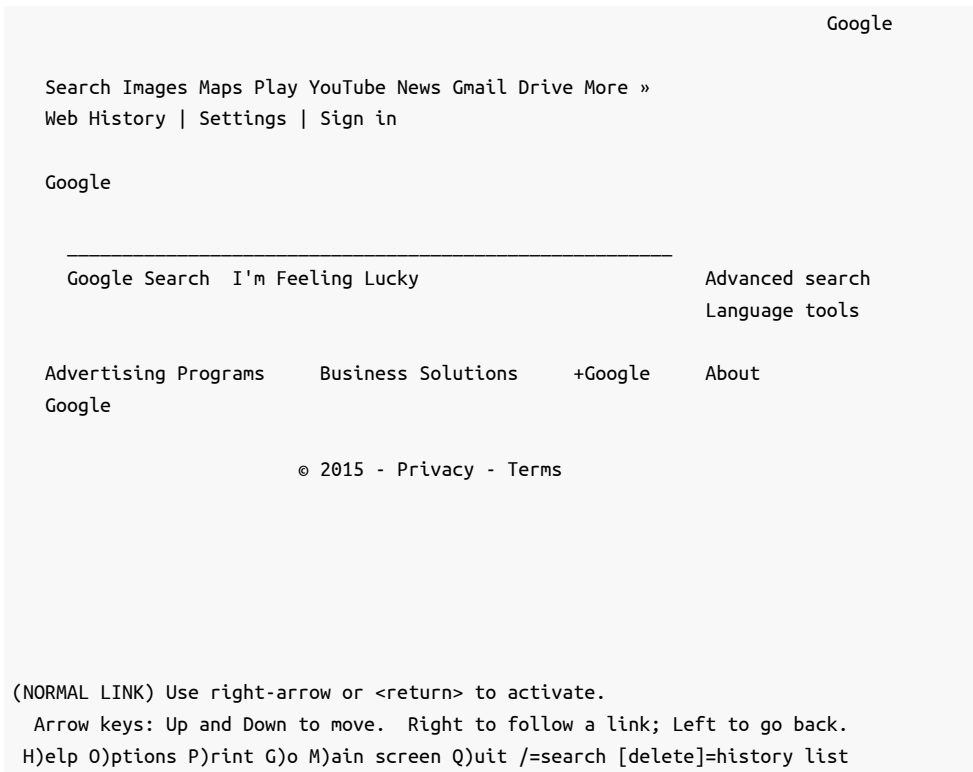 Google
Search Images Maps Play YouTube News Gmail Drive More »
Web History | Settings | Sign in
Google
_______________________________________________________
Google Search  I'm Feeling Lucky    Advanced search
Language tools
Advertising Programs     Business Solutions     +Google     About
Google
© 2015 - Privacy - Terms
(NORMAL LINK) Use right-arrow or <return> to activate.
Arrow keys: Up and Down to move.  Right to follow a link; Left to go back.
H)elp O)ptions P)rint G)o M)ain screen Q)uit /=search [delete]=history list